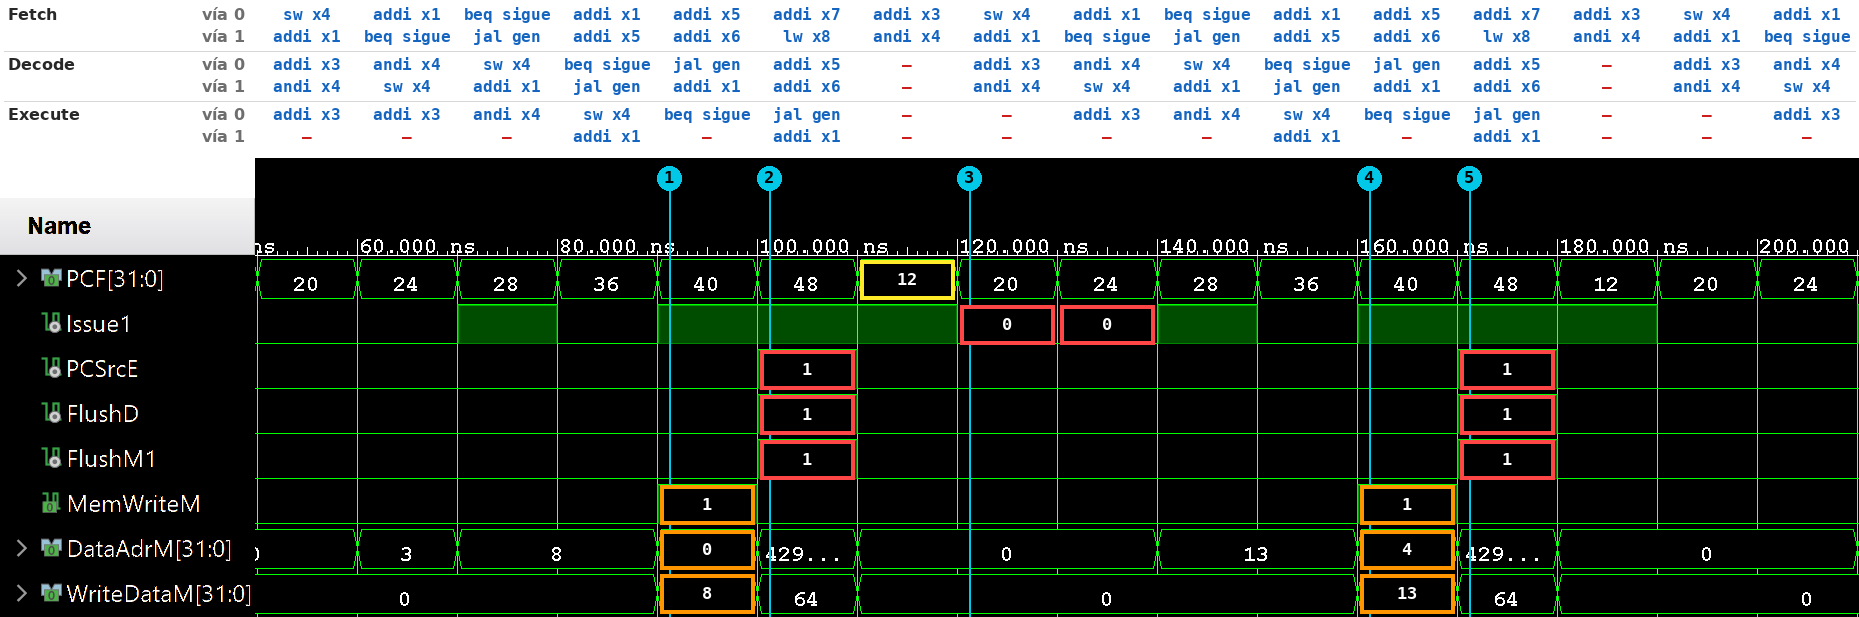 Fetch vía 0 sw x4 addi x1 beq sigue addi x1 addi x5 addi x7 addi x3 sw x4 addi x1 beq sigue addi x1 addi x5 addi x7 addi x3 sw x4 addi x1
vía 1 addi x1 beq sigue jal gen addi x5 addi x6 lw x8 andi x4 addi x1 beq sigue jal gen addi x5 addi x6 lw x8 andi x4 addi x1 beq sigue
Decode vía 0 addi x3 andi x4 sw x4 beq sigue jal gen addi x5 – addi x3 andi x4 sw x4 beq sigue jal gen addi x5 – addi x3 andi x4
vía 1 andi x4 sw x4 addi x1 jal gen addi x1 addi x6 – andi x4 sw x4 addi x1 jal gen addi x1 addi x6 – andi x4 sw x4
Execute vía 0 addi x3 addi x3 andi x4 sw x4 beq sigue jal gen – – addi x3 andi x4 sw x4 beq sigue jal gen – – addi x3
vía 1 – – – addi x1 – addi x1 – – – – addi x1 – addi x1 – – –
1 2 3 4 5
Name
ns 60.000 ns 80.000 ns 100.000 ns 120.000 ns 140.000 ns 160.000 ns 180.000 ns 200.000
PCF[31:0] 20 24 28 36 40 48 12 20 24 28 36 40 48 12 20 24
Issue1 0 0
PCSrcE 1 1
FlushD 1 1
FlushM1 1 1
MemWriteM 1 1
DataAdrM[31:0] 3 8 0 429... 0 13 4 429... 0
WriteDataM[31:0] 0 8 64 0 13 64 0